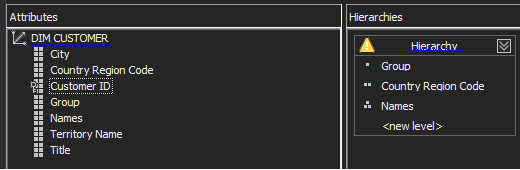 Attributes
DIM CUSTOMER
City
Country Region Code
Customer ID
Group
Names
Territory Name
Title
Hierarchies
Hierarchy
Group
Country Region Code
Names
<new level>